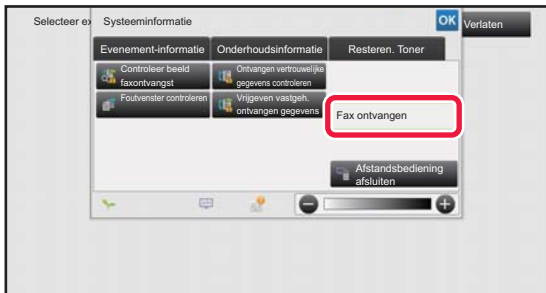 Selecteer ex
Systeeminformatie
OK
Verlaten
Evenement-informatie
Onderhoudsinformatie
Resteren. Toner
Controleer beeld
faxontvangst
Ontvangen vertrouwelijke
gegevens controleren
Foutvenster controleren
Vrijgeven vastgeh.
ontvangen gegevens
Fax ontvangen
Afstandsbediening
afsluiten